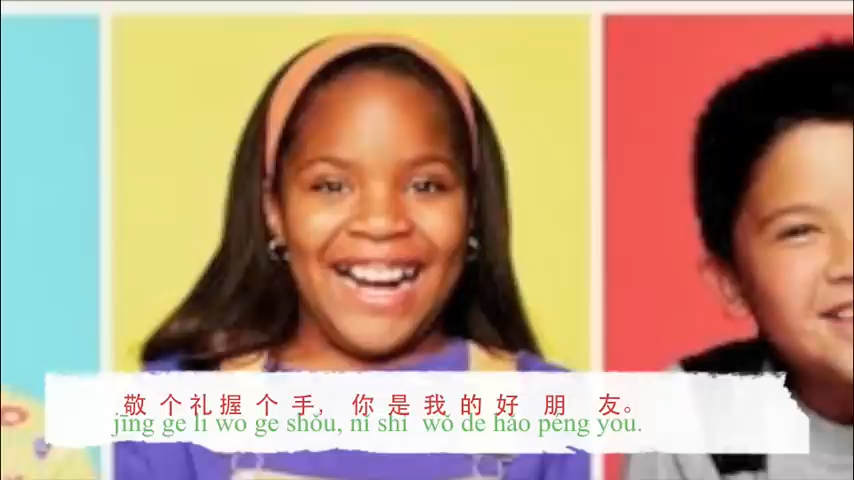 敬个礼握个手，你是我的好朋友。
jìng ge lǐ wo ge shǒu, nǐ shì wǒ de hǎo péng you.